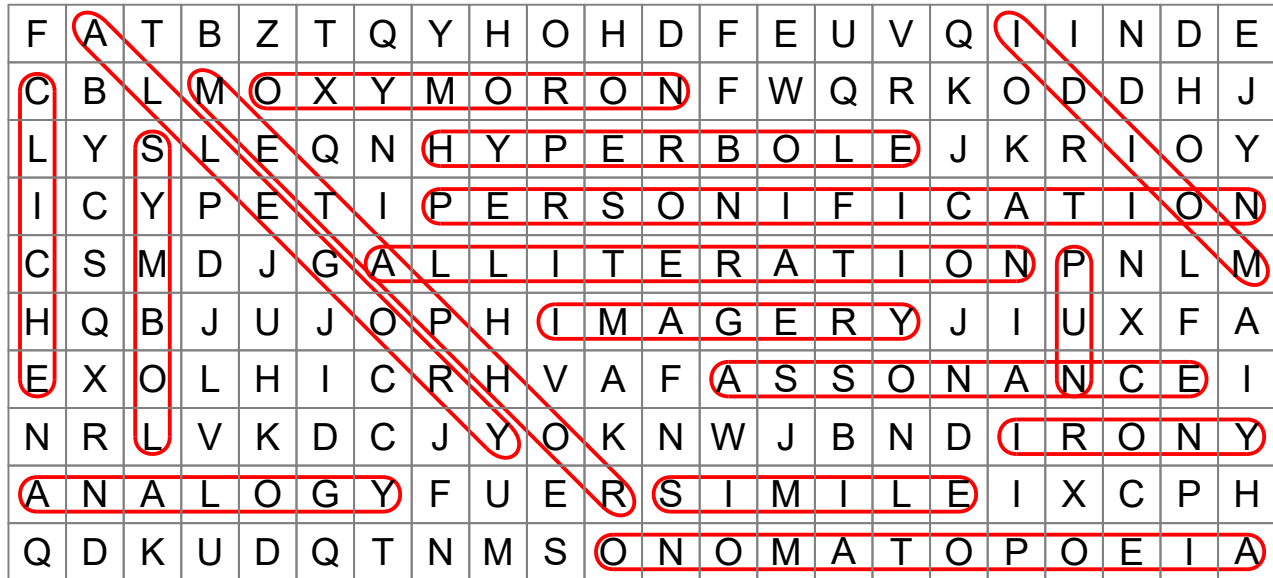 F A T B Z T Q Y H O H D F E U V Q I I N D E
C B L M O X Y M O R O N F W Q R K O D D H J
L Y S L E Q N H Y P E R B O L E J K R I O Y
I C Y P E T I P E R S O N I F I C A T I O N
C S M D J G A L L I T E R A T I O N P N L M
H Q B J U J O P H I M A G E R Y J I U X F A
E X O L H I C R H V A F A S S O N A N C E I
N R L V K D C J Y O K N W J B N D I R O N Y
A N A L O G Y F U E R S I M I L E I X C P H
Q D K U D Q T N M S O N O M A T O P O E I A